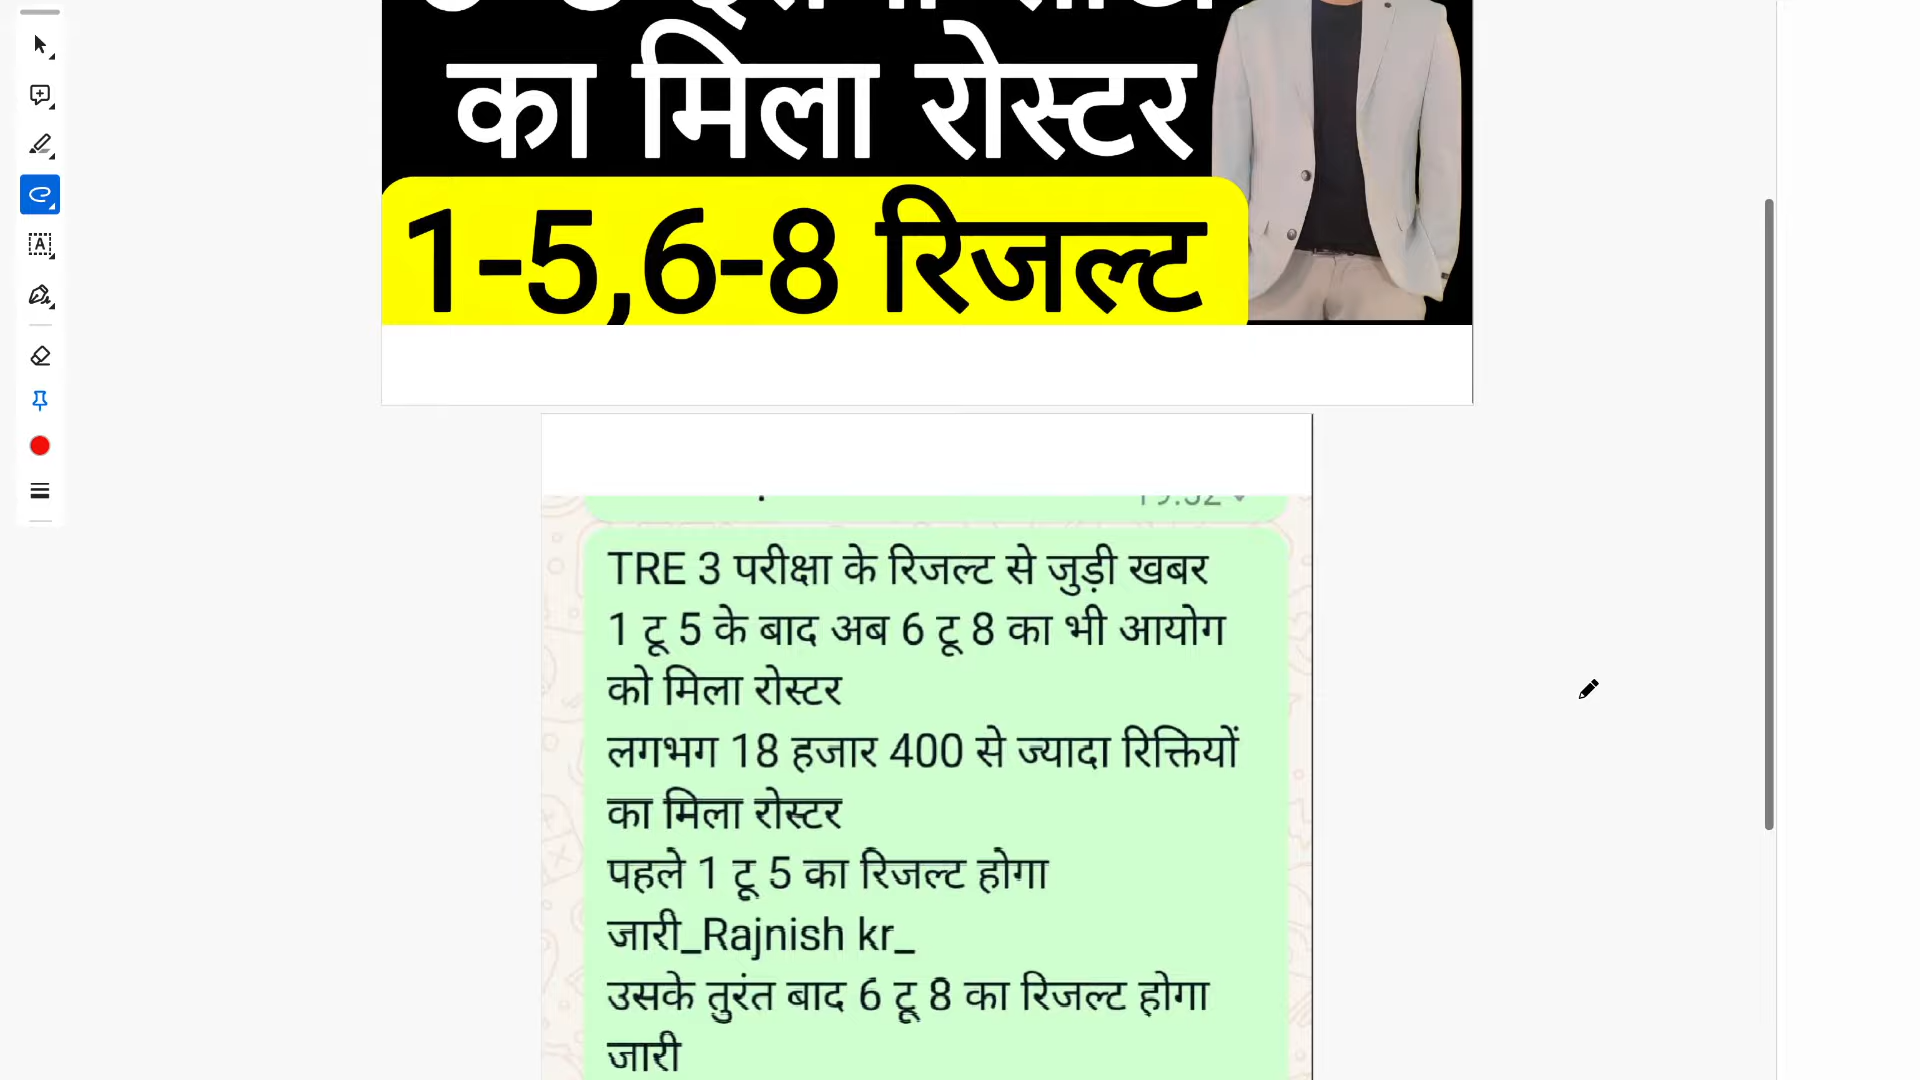 का मिला रोस्टर
1-5,6-8 रिजल्ट
TRE 3 परीक्षा के रिजल्ट से जुड़ी खबर
1 टू 5 के बाद अब 6 टू 8 का भी आयोग
को मिला रोस्टर
लगभग 18 हजार 400 से ज्यादा रिक्तियों
का मिला रोस्टर
पहले 1 टू 5 का रिजल्ट होगा
जारी_Rajnish kr_
उसके तुरंत बाद 6 टू 8 का रिजल्ट होगा
जारी